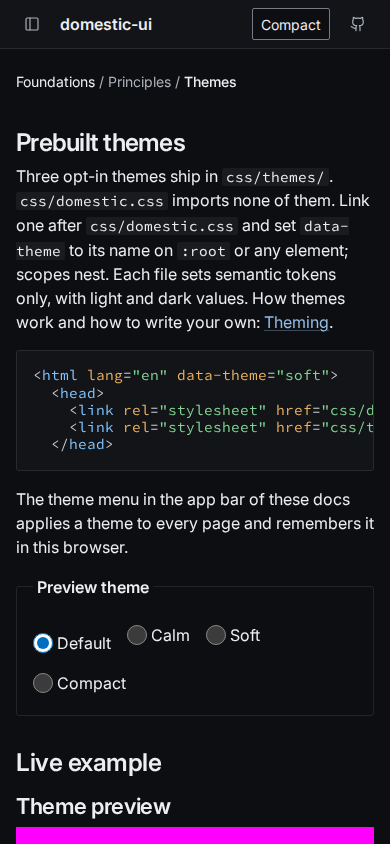 domestic-ui
Compact
Foundations / Principles / Themes
Prebuilt themes
Three opt-in themes ship in css/themes/.
css/domestic.css imports none of them. Link
one after css/domestic.css and set data-
theme to its name on :root or any element;
scopes nest. Each file sets semantic tokens
only, with light and dark values. How themes
work and how to write your own: Theming.
<html lang="en" data-theme="soft">
<head>
<link rel="stylesheet" href="css/d
<link rel="stylesheet" href="css/t
</head>
The theme menu in the app bar of these docs
applies a theme to every page and remembers it
in this browser.
Preview theme
Default Calm Soft
Compact
Live example
Theme preview